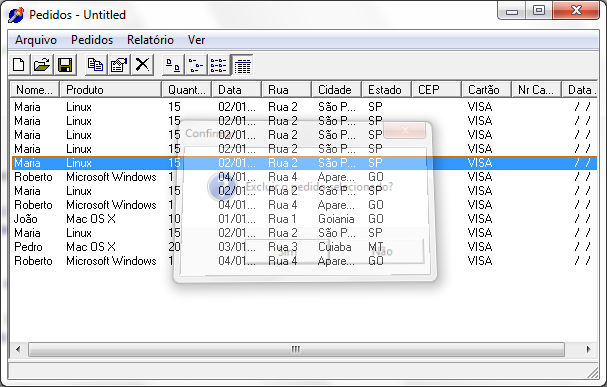 Pedidos - Untitled
Arquivo Pedidos Relatório Ver
Nome... Produto Quant... Data Rua Cidade Estado CEP Cartão Nr Ca... Data
Maria Linux 15 02/01... Rua 2 São P... SP VISA / /
Maria Linux 15 02/01... Rua 2 São P... SP VISA / /
Maria Linux 15 02/01... Rua 2 São P... SP VISA / /
Confirm
Maria Linux 15 02/01... Rua 2 São P... SP VISA / /
Maria Linux 15 02/01... Rua 2 São P... SP VISA / /
Roberto Microsoft Windows 1 04/01... Rua 4 Apare... GO VISA / /
Maria Linux 15 02/01... Rua 2 São P... SP VISA / /
Excluir o pedido selecionado?
Roberto Microsoft Windows 1 04/01... Rua 4 Apare... GO VISA / /
João Mac OS X 10 01/01... Rua 1 Goiania GO VISA / /
Maria Linux 15 02/01... Rua 2 São P... SP VISA / /
Pedro Mac OS X 20 03/01... Rua 3 Cuiaba MT VISA / /
Sim Não
Roberto Microsoft Windows 1 04/01... Rua 4 Apare... GO VISA / /